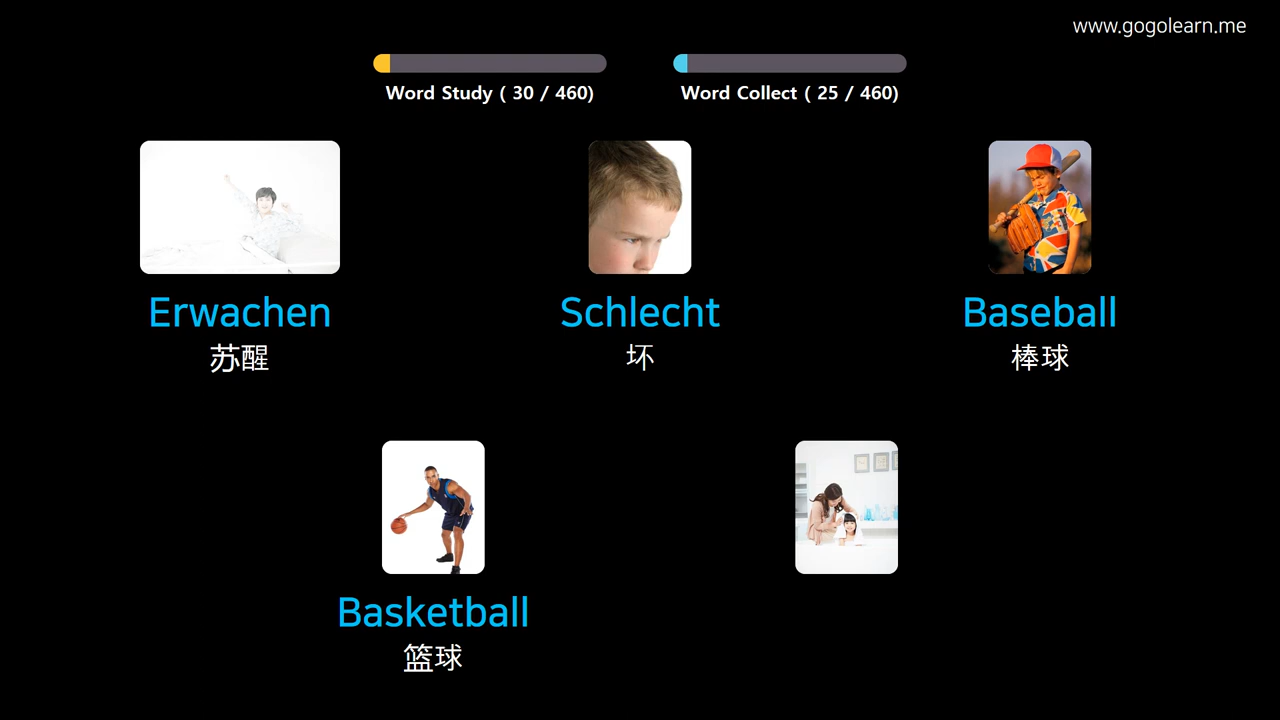 www.gogolearn.me
Word Study ( 30 / 460)
Word Collect ( 25 / 460)
Erwachen
苏醒
Schlecht
坏
Baseball
棒球
Basketball
篮球